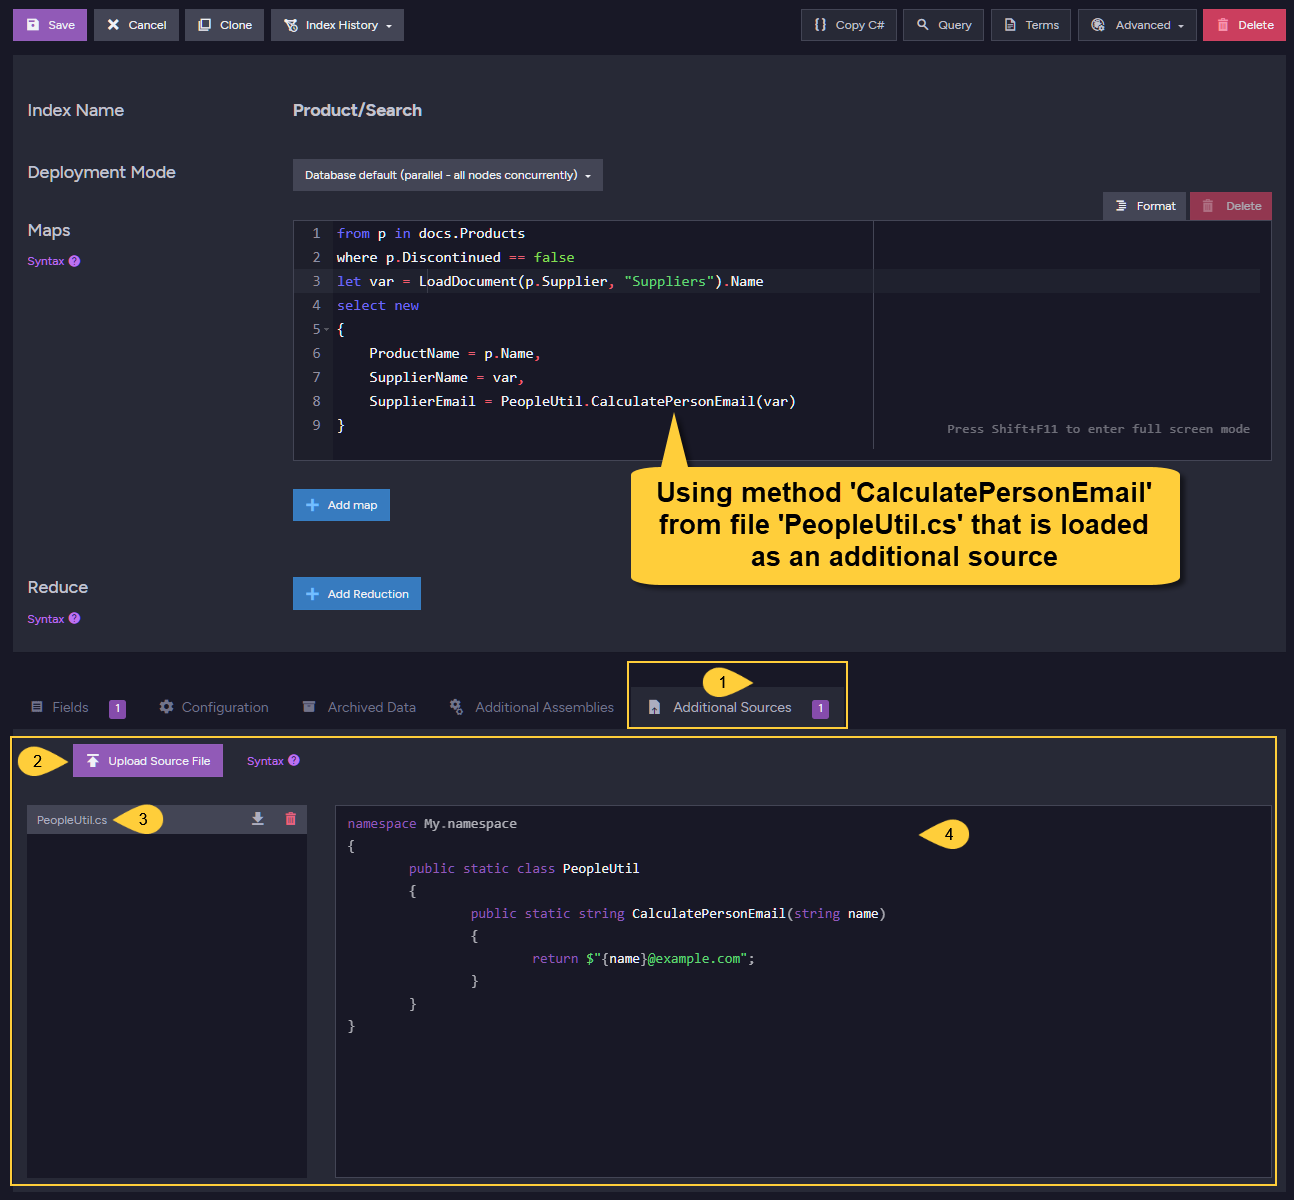 Save Cancel Clone Index History Copy C# Query Terms Advanced Delete
Index Name Product/Search
Deployment Mode Database default (parallel - all nodes concurrently)
Format Delete
Maps
Syntax ?
1 from p in docs.Products
2 where p.Discontinued == false
3 let var = LoadDocument(p.Supplier, "Suppliers").Name
4 select new
5 {
6 ProductName = p.Name,
7 SupplierName = var,
8 SupplierEmail = PeopleUtil.CalculatePersonEmail(var)
9 }
Press Shift+F11 to enter full screen mode
Using method 'CalculatePersonEmail'
from file 'PeopleUtil.cs' that is loaded
as an additional source
Add map
Reduce Add Reduction
Syntax ?
1
Fields 1 Configuration Archived Data Additional Assemblies Additional Sources 1
2 Upload Source File Syntax ?
PeopleUtil.cs 3
4
namespace My.namespace
{
public static class PeopleUtil
{
public static string CalculatePersonEmail(string name)
{
return $"{name}@example.com";
}
}
}